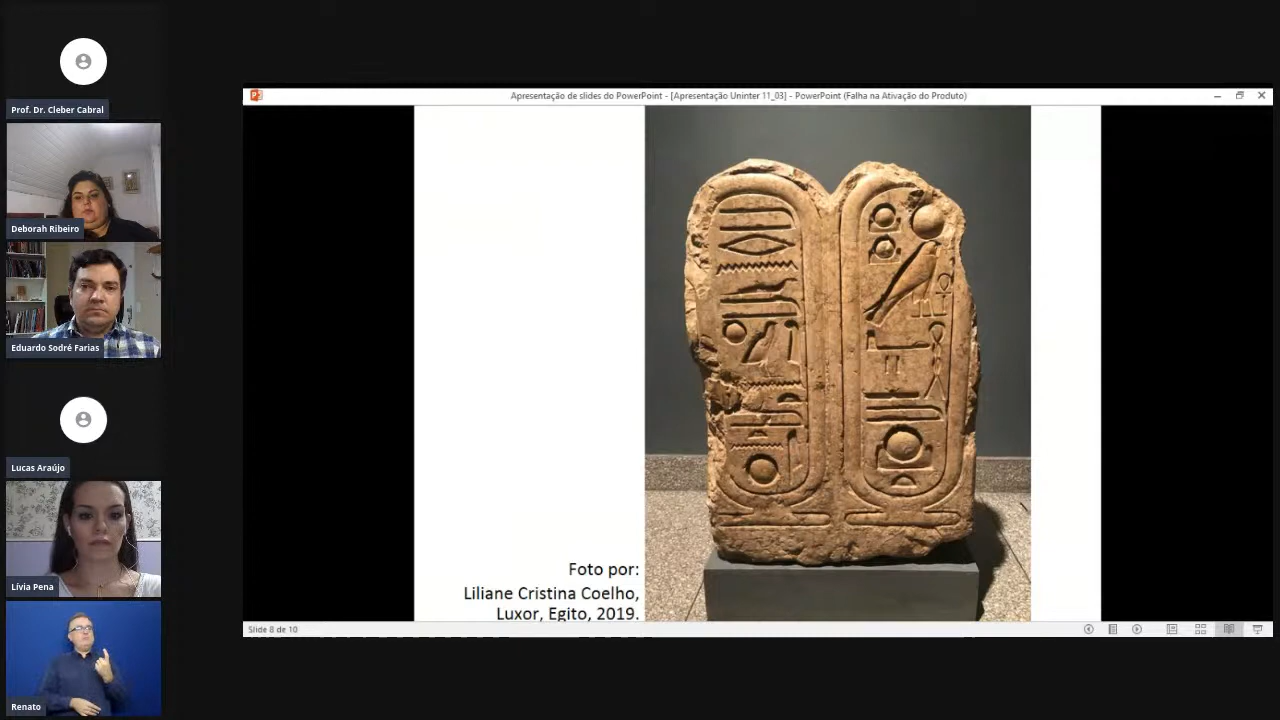 Prof. Dr. Cleber Cabral
Deborah Ribeiro
Eduardo Sodré Farias
Lucas Araújo
Lívia Pena
Renato
Apresentação de slides do PowerPoint - [Apresentação Uninter 11_03] - PowerPoint (Falha na Ativação do Produto)
Foto por:
Liliane Cristina Coelho,
Luxor, Egito, 2019.
Slide 8 de 10